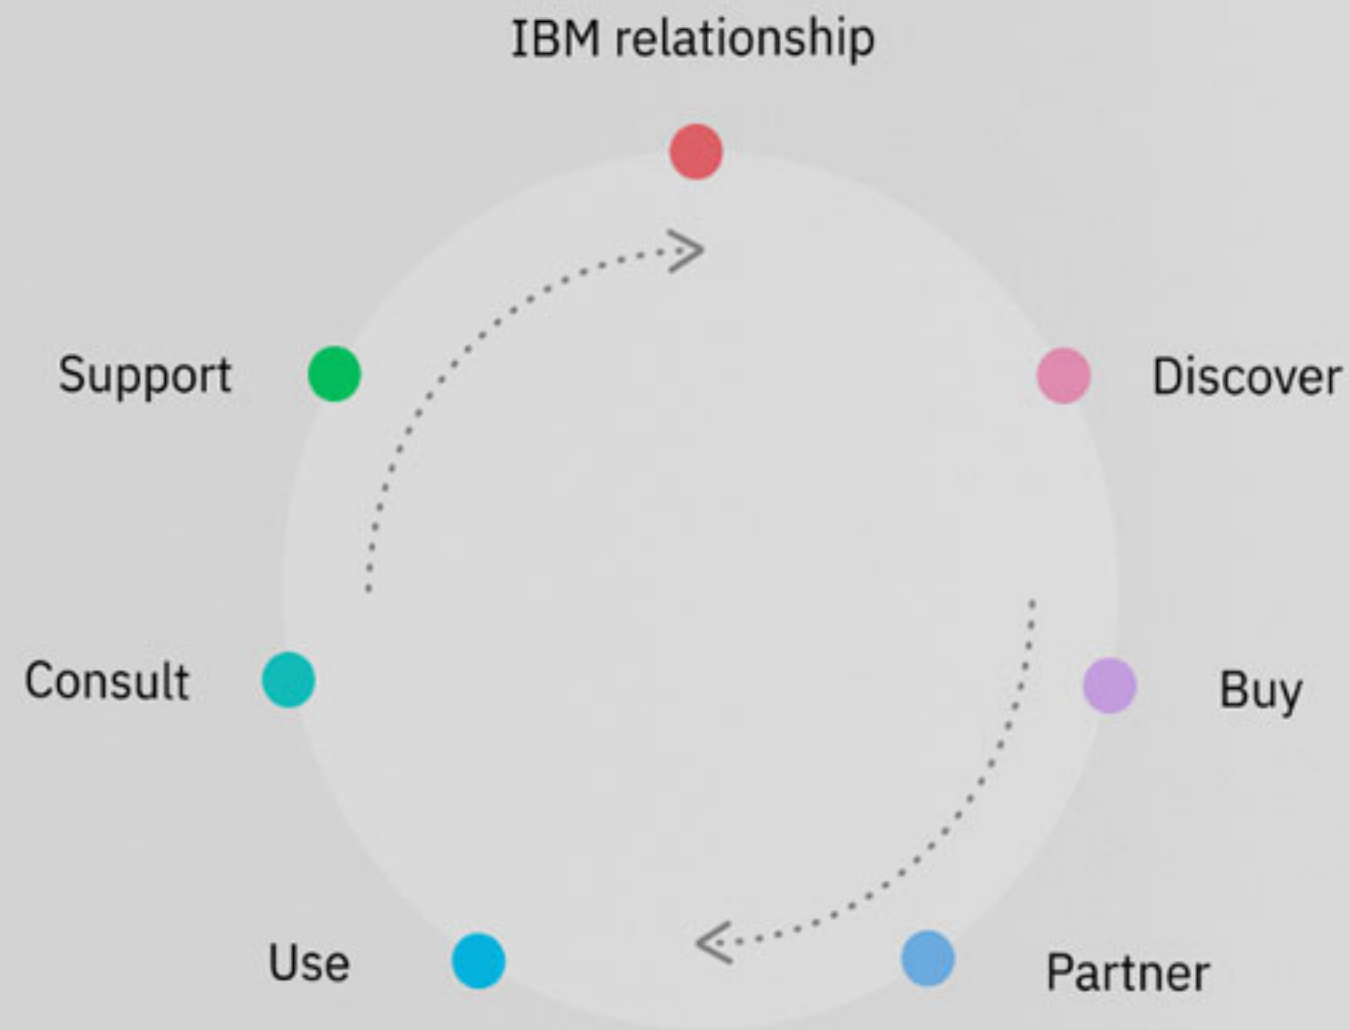 IBM relationship
Support
Discover
Consult
Buy
Use
Partner